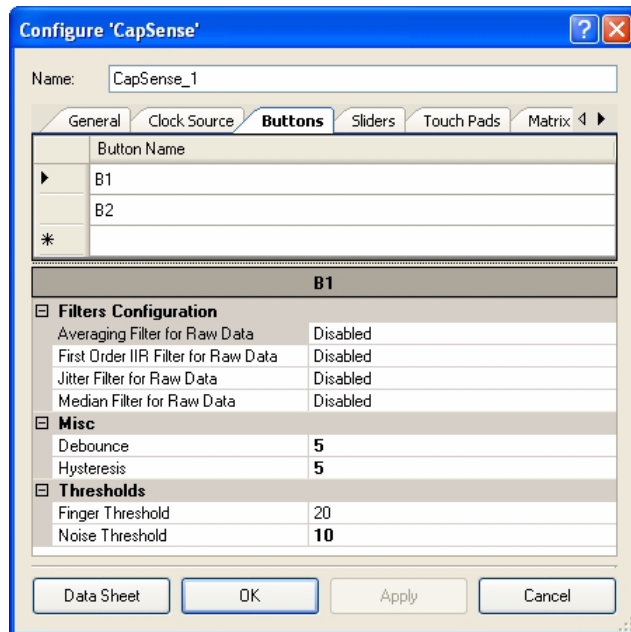 Configure 'CapSense'
Name: CapSense_1
General Clock Source Buttons Sliders Touch Pads Matrix
Button Name
B1
B2
*
B1
Filters Configuration
Averaging Filter for Raw Data Disabled
First Order IIR Filter for Raw Data Disabled
Jitter Filter for Raw Data Disabled
Median Filter for Raw Data Disabled
Misc
Debounce 5
Hysteresis 5
Thresholds
Finger Threshold 20
Noise Threshold 10
Data Sheet OK Apply Cancel